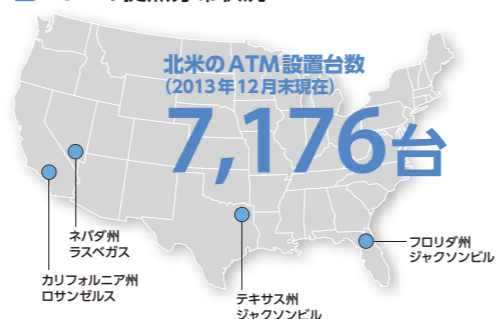 北米のATM設置台数
(2013年12月末現在)
7,176台
ネバダ州
ラスベガス
カリフォルニア州
ロサンゼルス
テキサス州
ジャクソンビル
フロリダ州
ジャクソンビル